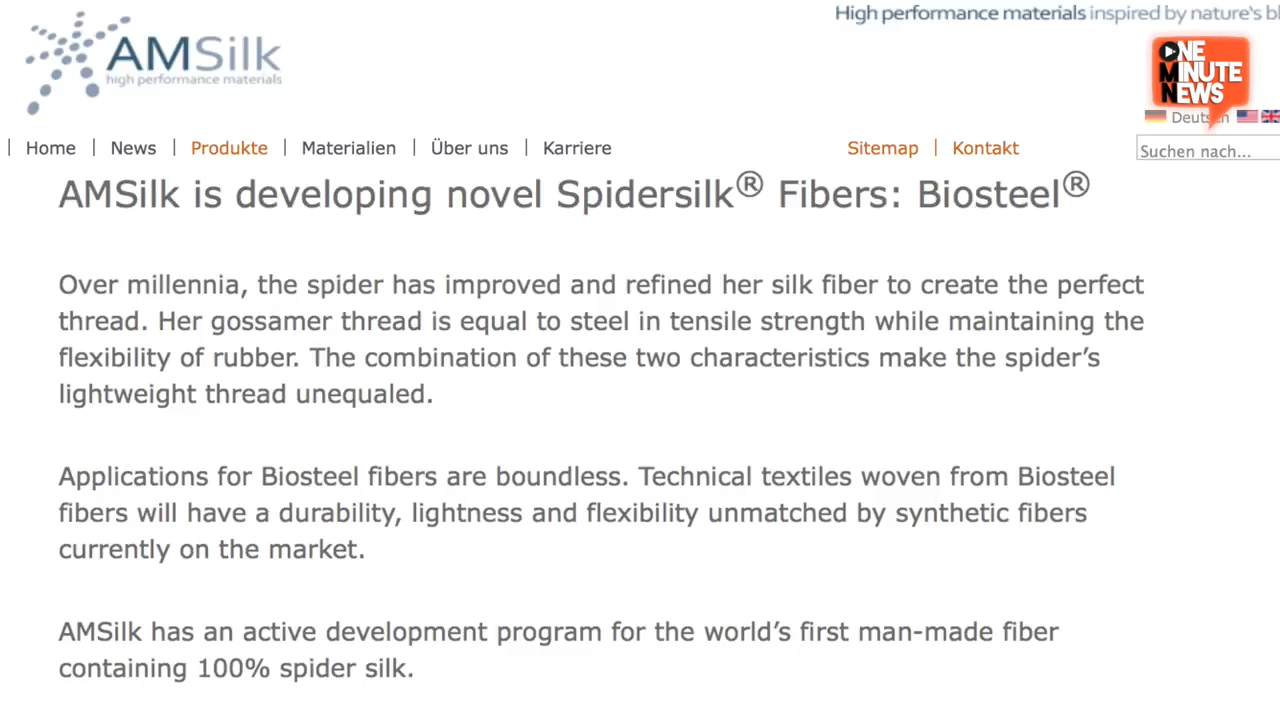 High performance materials inspired by nature's
AMSilk
high performance materials
ONE
MINUTE
NEWS
Deutsch
Home | News | Produkte | Materialien | Über uns | Karriere
Sitemap | Kontakt
Suchen nach...
AMSilk is developing novel Spidersilk® Fibers: Biosteel®
Over millennia, the spider has improved and refined her silk fiber to create the perfect
thread. Her gossamer thread is equal to steel in tensile strength while maintaining the
flexibility of rubber. The combination of these two characteristics make the spider’s
lightweight thread unequaled.
Applications for Biosteel fibers are boundless. Technical textiles woven from Biosteel
fibers will have a durability, lightness and flexibility unmatched by synthetic fibers
currently on the market.
AMSilk has an active development program for the world’s first man-made fiber
containing 100% spider silk.